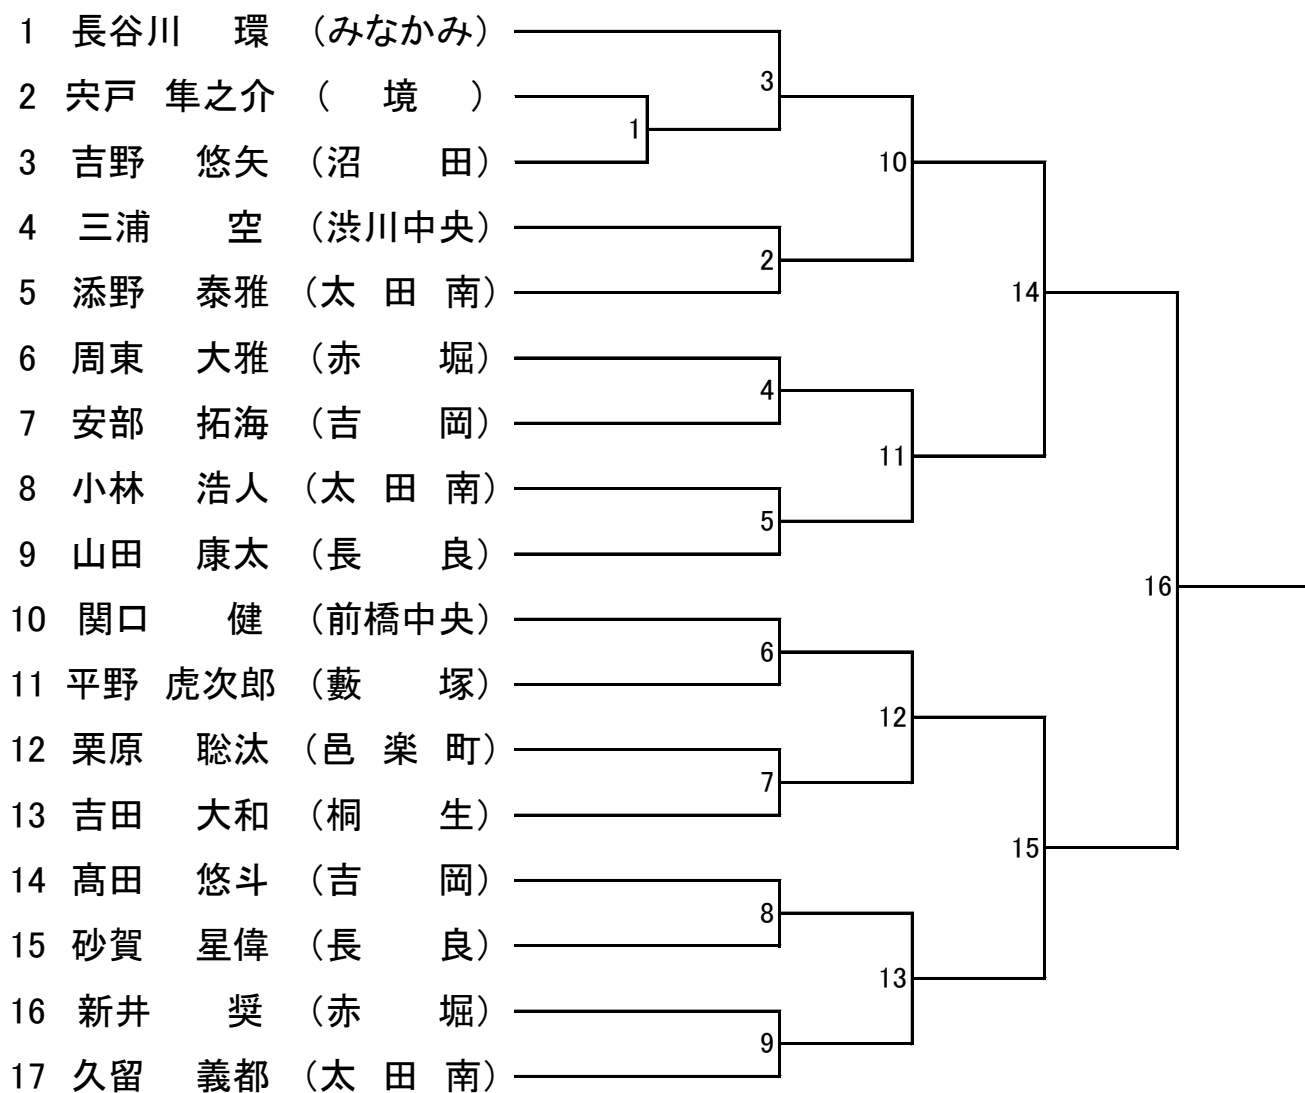 1 長谷川 環 （みなかみ）
3
2 宍戸 隼之介 （ 境 ）
1
3 吉野 悠矢 （沼 田）
10
4 三浦 空 （渋川中央）
2
5 添野 泰雅 （太 田 南）
14
6 周東 大雅 （赤 堀）
4
7 安部 拓海 （吉 岡）
11
8 小林 浩人 （太 田 南）
5
9 山田 康太 （長 良）
16
10 関口 健 （前橋中央）
6
11 平野 虎次郎 （藪 塚）
12
12 栗原 聡汰 （邑 楽 町）
7
13 吉田 大和 （桐 生）
15
14 髙田 悠斗 （吉 岡）
8
15 砂賀 星偉 （長 良）
13
16 新井 奨 （赤 堀）
9
17 久留 義都 （太 田 南）